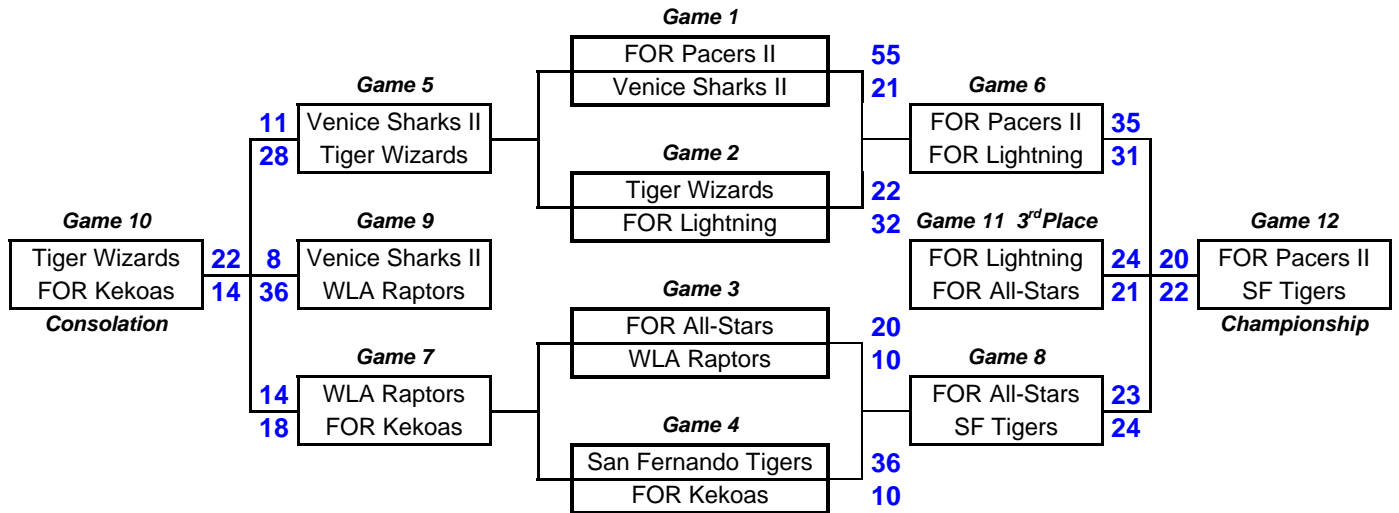 Game 1
FOR Pacers II 55
Venice Sharks II 21
Game 5
11 Venice Sharks II
28 Tiger Wizards
Game 6
FOR Pacers II 35
FOR Lightning 31
Game 2
Tiger Wizards 22
FOR Lightning 32
Game 10
Tiger Wizards 22
FOR Kekoas 14
Consolation
Game 9
8 Venice Sharks II
36 WLA Raptors
Game 11 3rd Place
FOR Lightning 24
FOR All-Stars 21
Game 12
20 FOR Pacers II
22 SF Tigers
Championship
Game 3
FOR All-Stars 20
WLA Raptors 10
Game 7
14 WLA Raptors
18 FOR Kekoas
Game 8
FOR All-Stars 23
SF Tigers 24
Game 4
San Fernando Tigers 36
FOR Kekoas 10